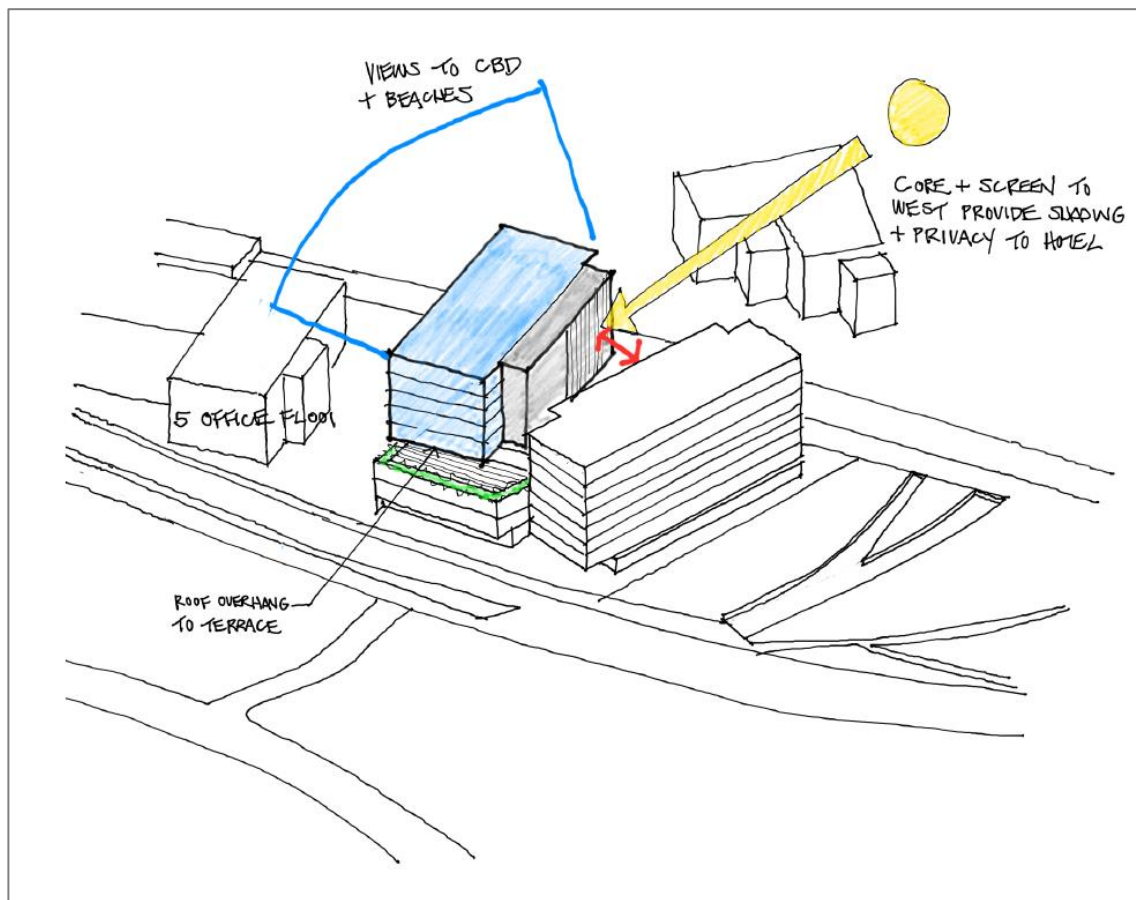 VIEWS TO CBD
+ BEACHES
CORE + SCREEN TO
WEST PROVIDE SHADING
+ PRIVACY TO HOTEL
5 OFFICE FLOO
ROOF OVERHANG
TO TERRACE